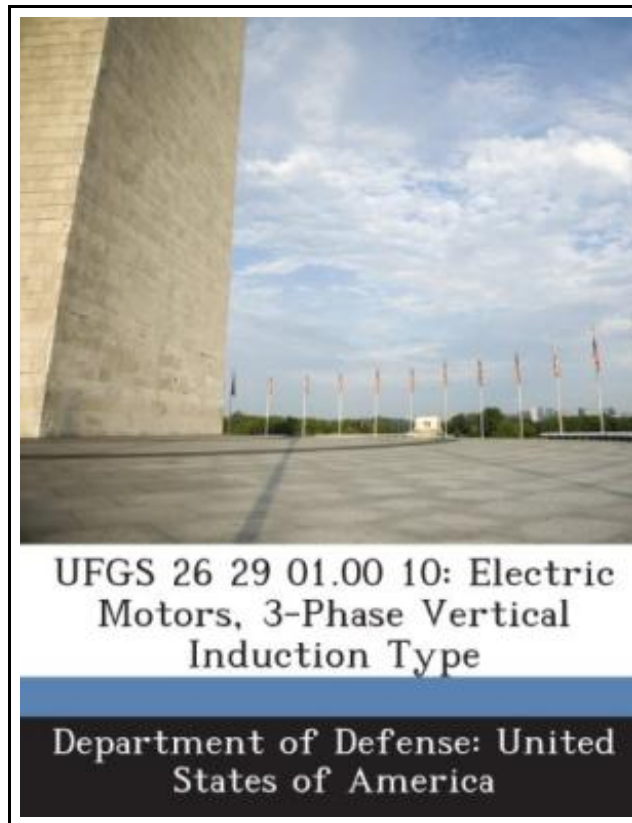 UFGS 26 29 01.00 10: Electric
Motors, 3-Phase Vertical
Induction Type
Department of Defense: United
States of America